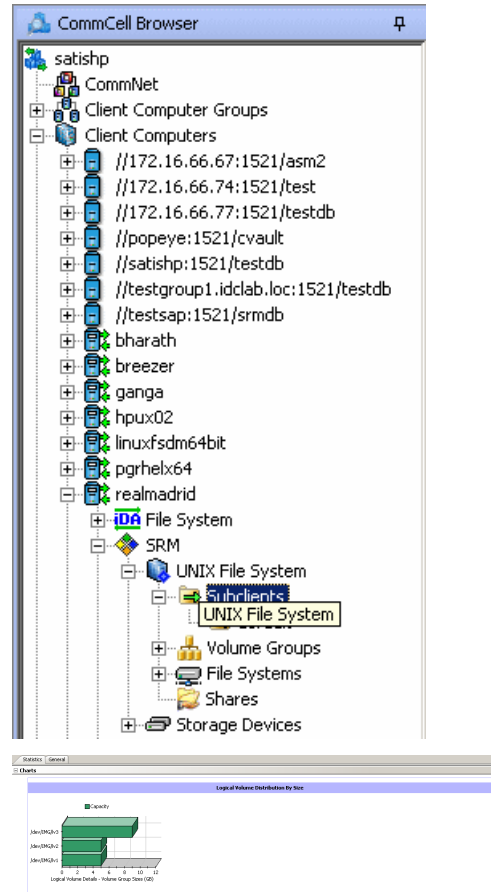 CommCell Browser
satishp
CommNet
Client Computer Groups
Client Computers
//172.16.66.67:1521/asm2
//172.16.66.74:1521/test
//172.16.66.77:1521/testdb
//popeye:1521/cvault
//satishp:1521/testdb
//testgroup1.idclab.loc:1521/testdb
//testsap:1521/srmdb
bharath
breezer
ganga
hpux02
linuxfsdm64bit
pgrhelx64
realmadrid
iDA File System
SRM
UNIX File System
Subclients
UNIX File System
Volume Groups
File Systems
Shares
Storage Devices
Statistics General
Charts
Logical Volume Distribution By Size
Capacity
0 2 4 6 8 10 12
Logical Volume Details - Volume Group Sizes (GB)